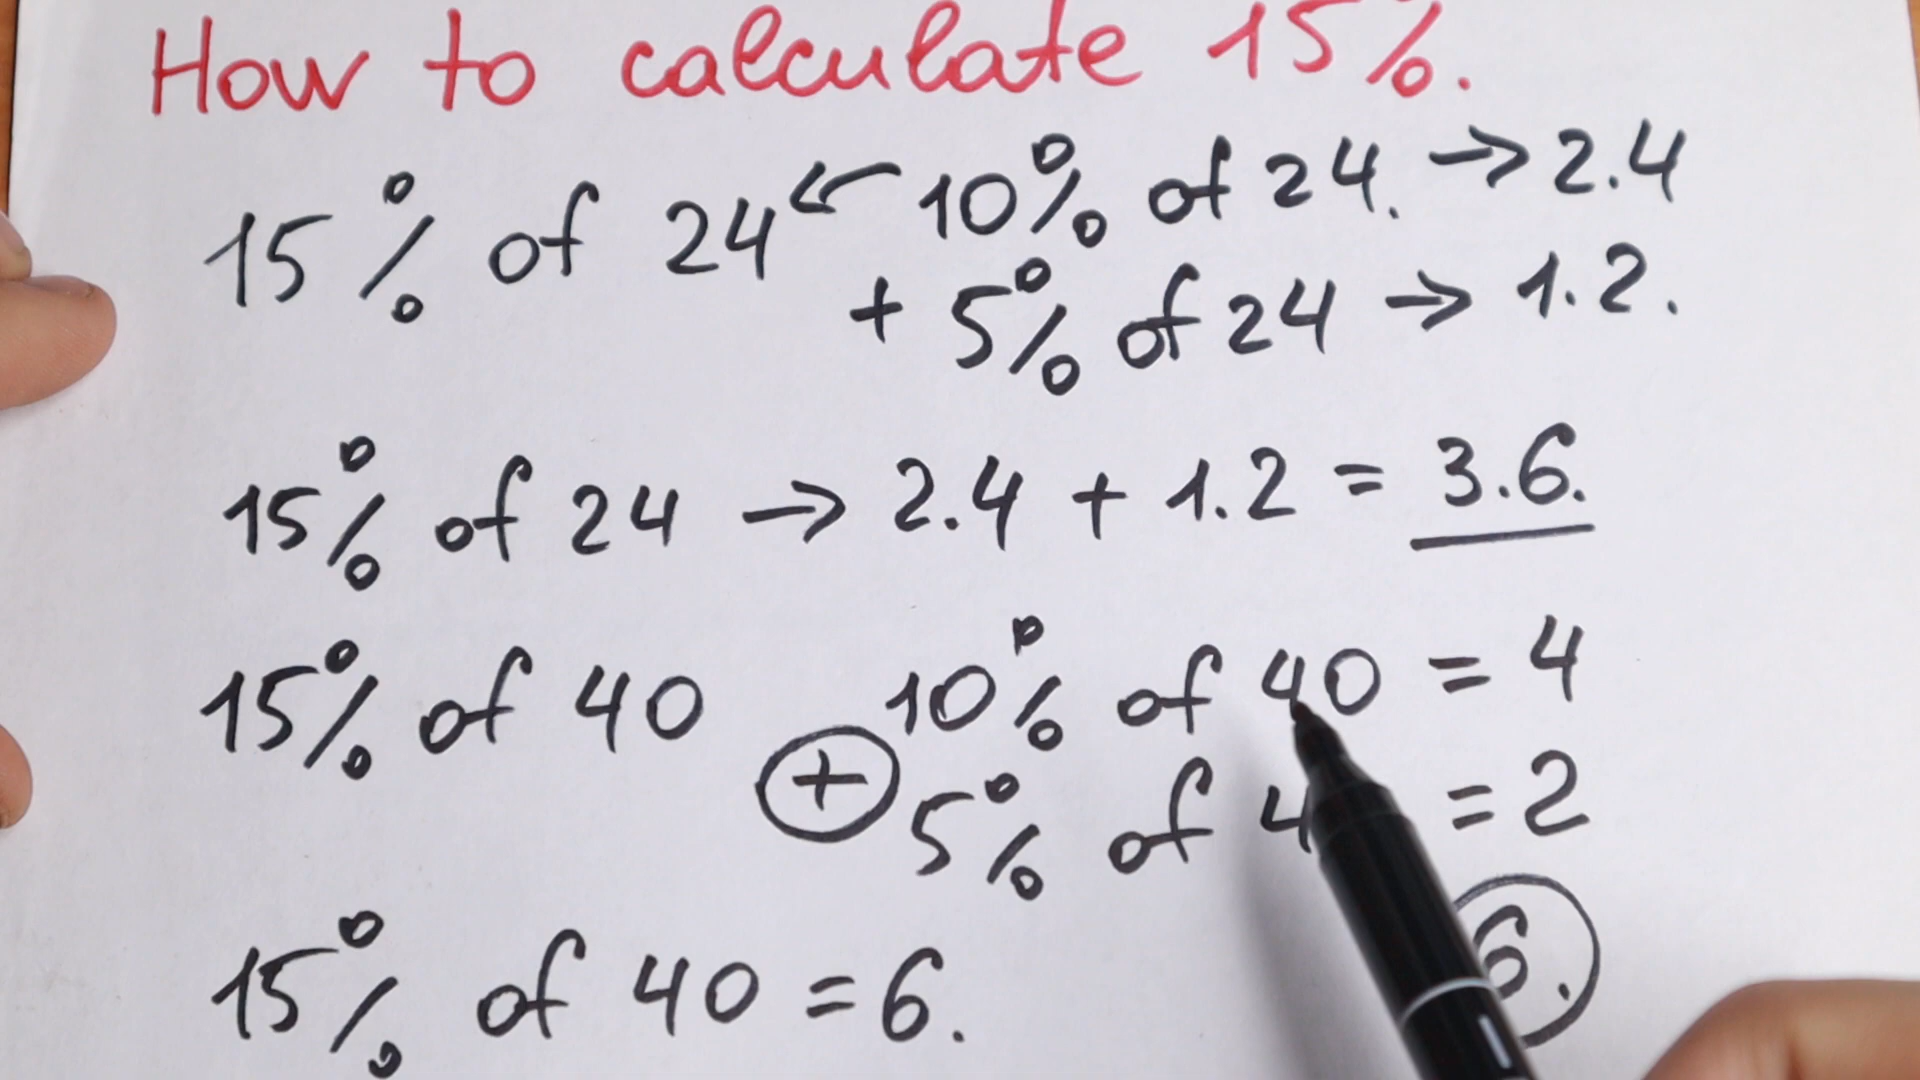 How to calculate 15%.
15% of 24 ← 10% of 24. → 2.4
+ 5% of 24 → 1.2.
15% of 24 → 2.4 + 1.2 = 3.6.
15% of 40 10% of 40 = 4
+ 5% of 4 = 2
6.
15% of 40 = 6.